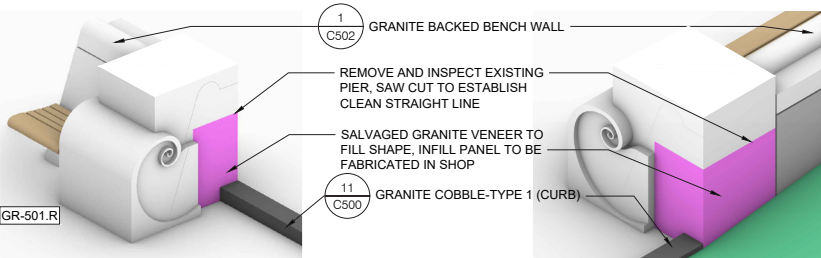 1
C502
GRANITE BACKED BENCH WALL
REMOVE AND INSPECT EXISTING
PIER, SAW CUT TO ESTABLISH
CLEAN STRAIGHT LINE
SALVAGED GRANITE VENEER TO
FILL SHAPE, INFILL PANEL TO BE
FABRICATED IN SHOP
11
C500
GRANITE COBBLE-TYPE 1 (CURB)
GR-501.R